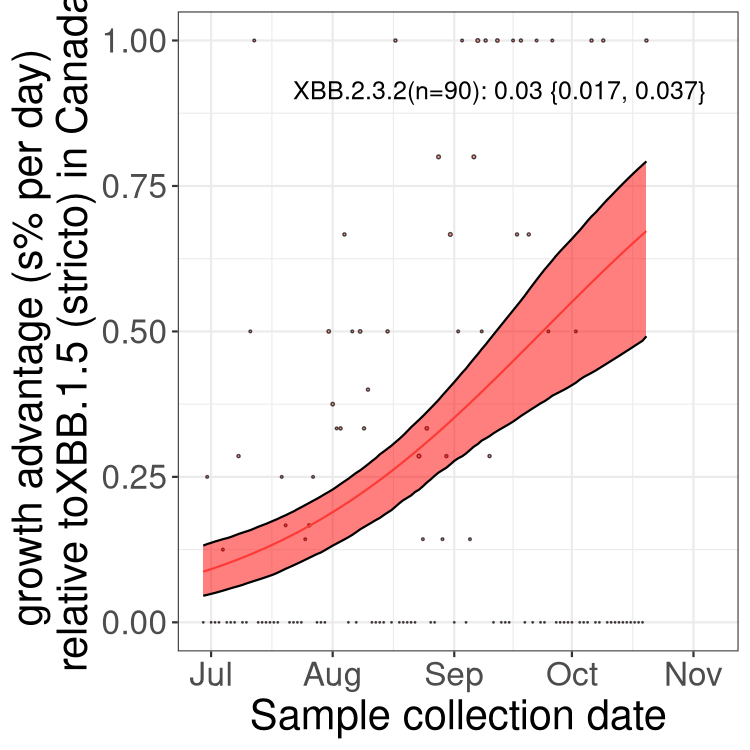 growth advantage (s% per day)
relative toXBB.1.5 (stricto) in Canada
1.00
0.75
0.50
0.25
0.00
XBB.2.3.2(n=90): 0.03 {0.017, 0.037}
Jul Aug Sep Oct Nov
Sample collection date